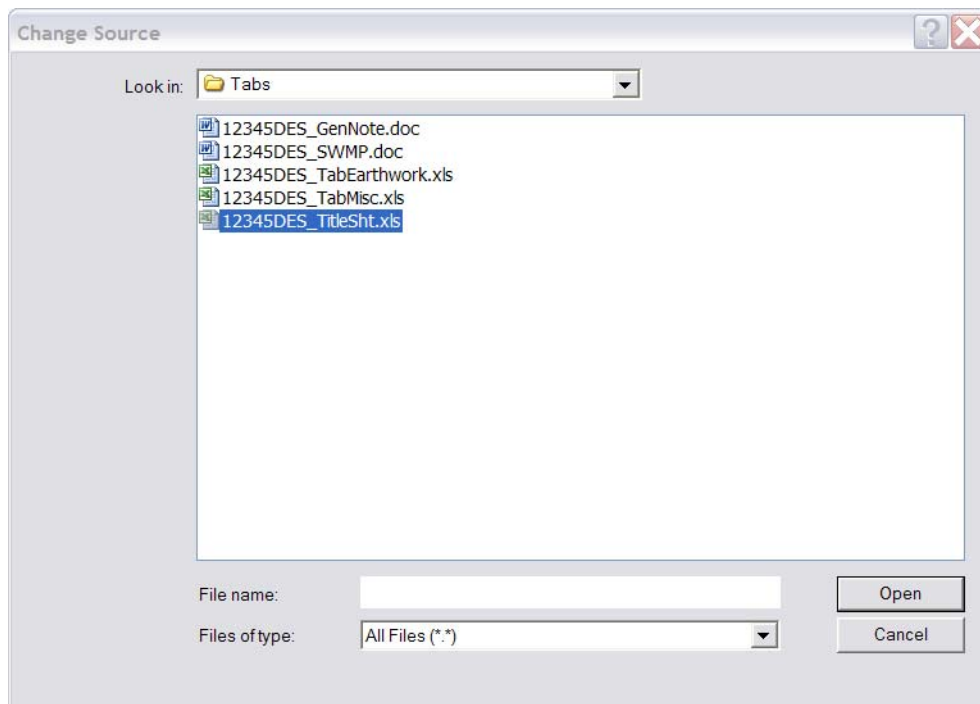 Change Source
Look in: Tabs
12345DES_GenNote.doc
12345DES_SWMP.doc
12345DES_TabEarthwork.xls
12345DES_TabMisc.xls
12345DES_TitleSht.xls
File name: Open
Files of type: All Files (*.*) Cancel